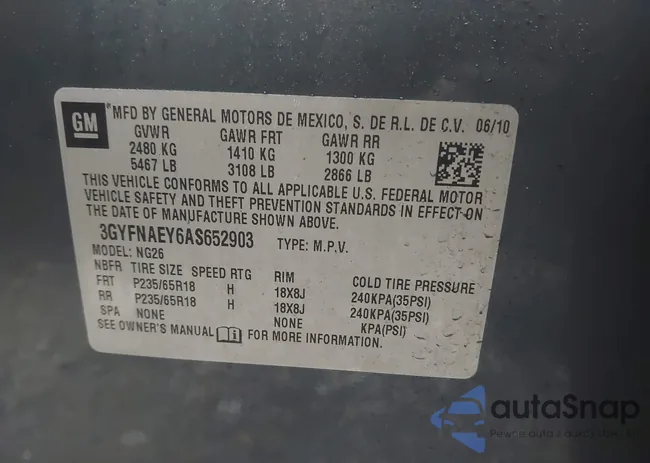 GM
MFD BY GENERAL MOTORS DE MEXICO, S. DE R.L. DE C.V. 06/10
GVWR GAWR FRT GAWR RR
2480 KG 1410 KG 1300 KG
5467 LB 3108 LB 2866 LB
THIS VEHICLE CONFORMS TO ALL APPLICABLE U.S. FEDERAL MOTOR
VEHICLE SAFETY AND THEFT PREVENTION STANDARDS IN EFFECT ON
THE DATE OF MANUFACTURE SHOWN ABOVE.
3GYFNAEY6AS652903 TYPE: M.P.V.
MODEL: NG26
NBFR TIRE SIZE SPEED RTG RIM COLD TIRE PRESSURE
FRT P235/65R18 H 18X8J 240KPA(35PSI)
RR P235/65R18 H 18X8J 240KPA(35PSI)
SPA NONE NONE KPA(PSI)
SEE OWNER'S MANUAL FOR MORE INFORMATION.
autoSnap